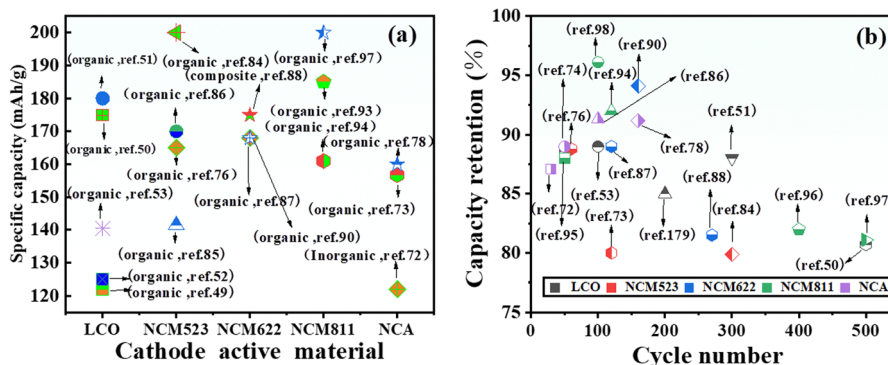 (a)
Specific capacity (mAh/g)
200
190
180
170
160
150
140
130
120
(organic ,ref.51)
(organic ,ref.84)
(composite ,ref.88)
(organic ,ref.97)
(organic ,ref.86)
(organic ,ref.93)
(organic ,ref.94)
(organic ,ref.50)
(organic ,ref.78)
(organic ,ref.76)
(organic ,ref.53)
(organic ,ref.87)
(organic ,ref.73)
(organic ,ref.90)
(organic ,ref.85)
(Inorganic ,ref.72)
(organic ,ref.52)
(organic ,ref.49)
LCO NCM523 NCM622 NCM811 NCA
Cathode active material
(b)
Capacity retention (%)
100
95
90
85
80
75
(ref.98)
(ref.90)
(ref.74)
(ref.94)
(ref.86)
(ref.76)
(ref.51)
(ref.78)
(ref.87)
(ref.88)
(ref.72)
(ref.53)
(ref.96)
(ref.97)
(ref.95)
(ref.73)
(ref.179)
(ref.84)
(ref.50)
LCO NCM523 NCM622 NCM811 NCA
0 100 200 300 400 500
Cycle number